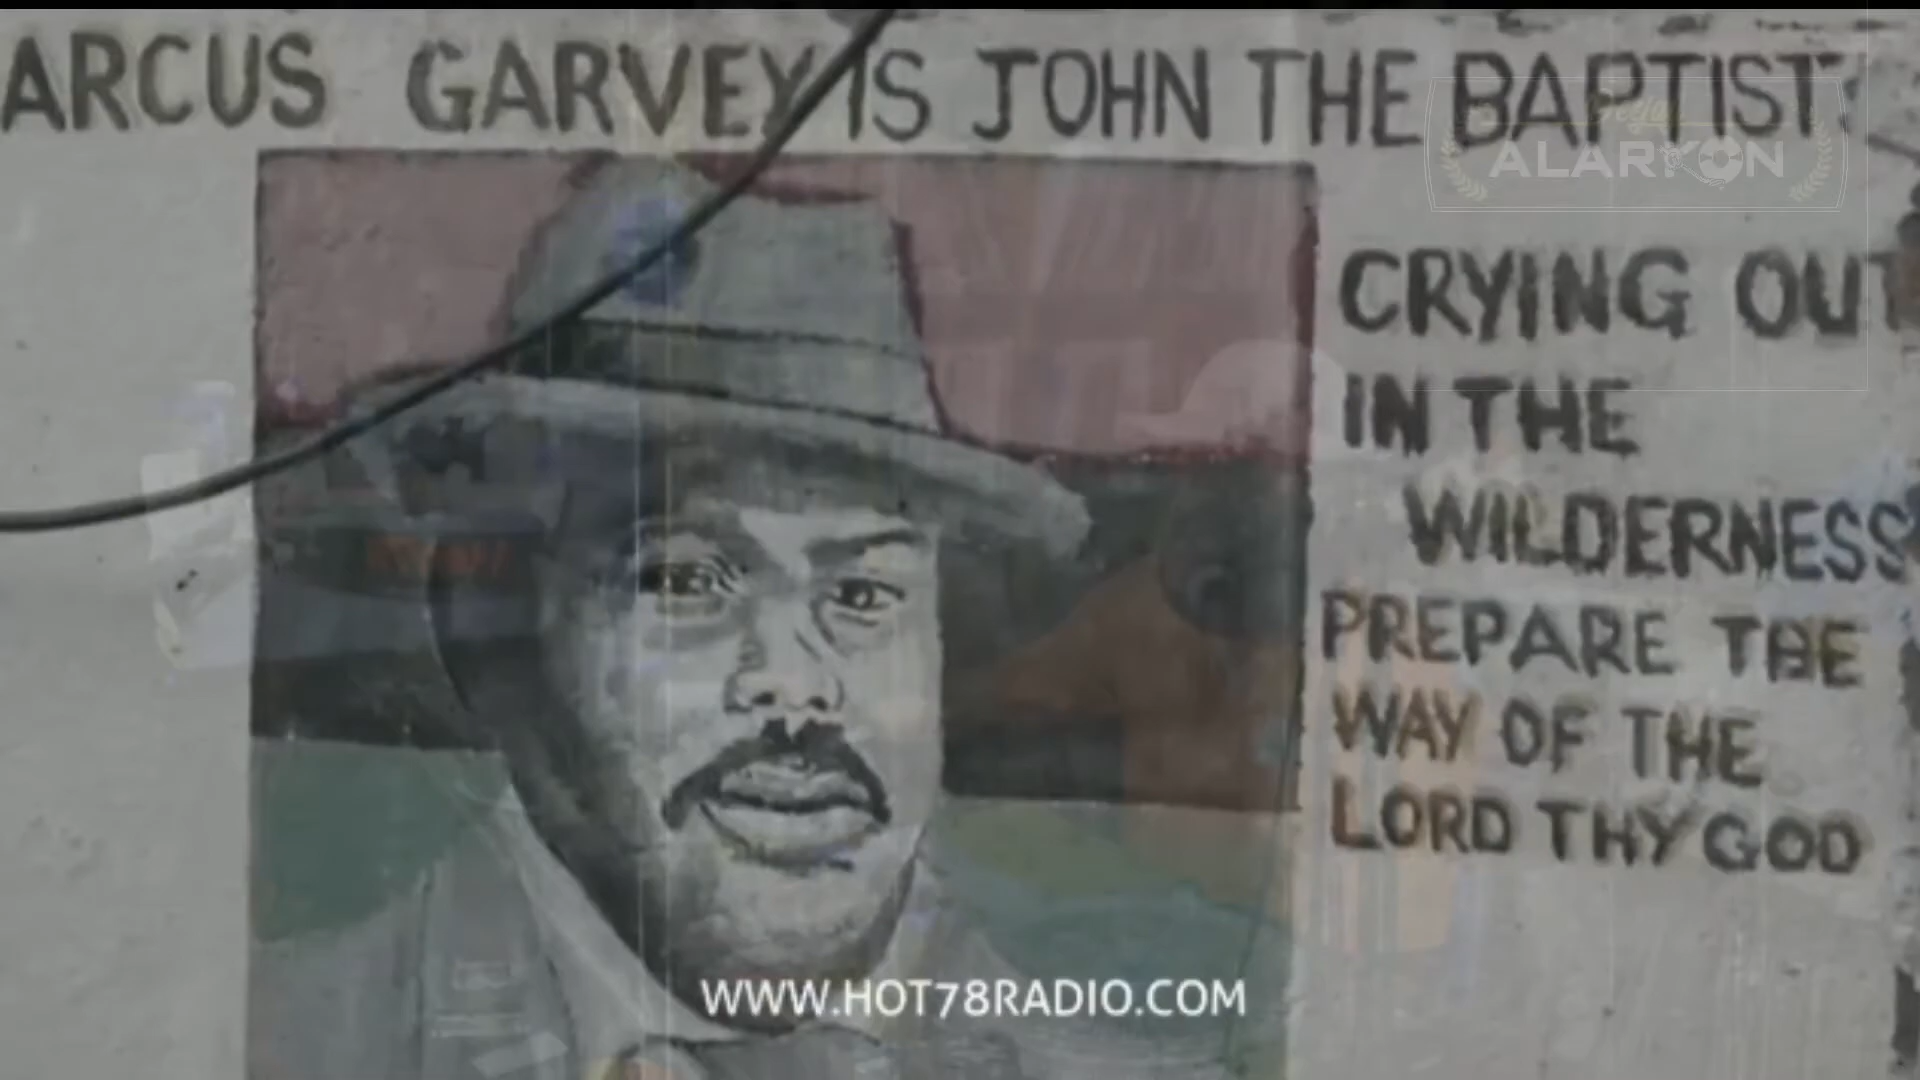 ARCUS GARVEY IS JOHN THE BAPTIST
ALARKON
CRYING OUT
IN THE
WILDERNESS
PREPARE THE
WAY OF THE
LORD THY GOD
WWW.HOT78RADIO.COM